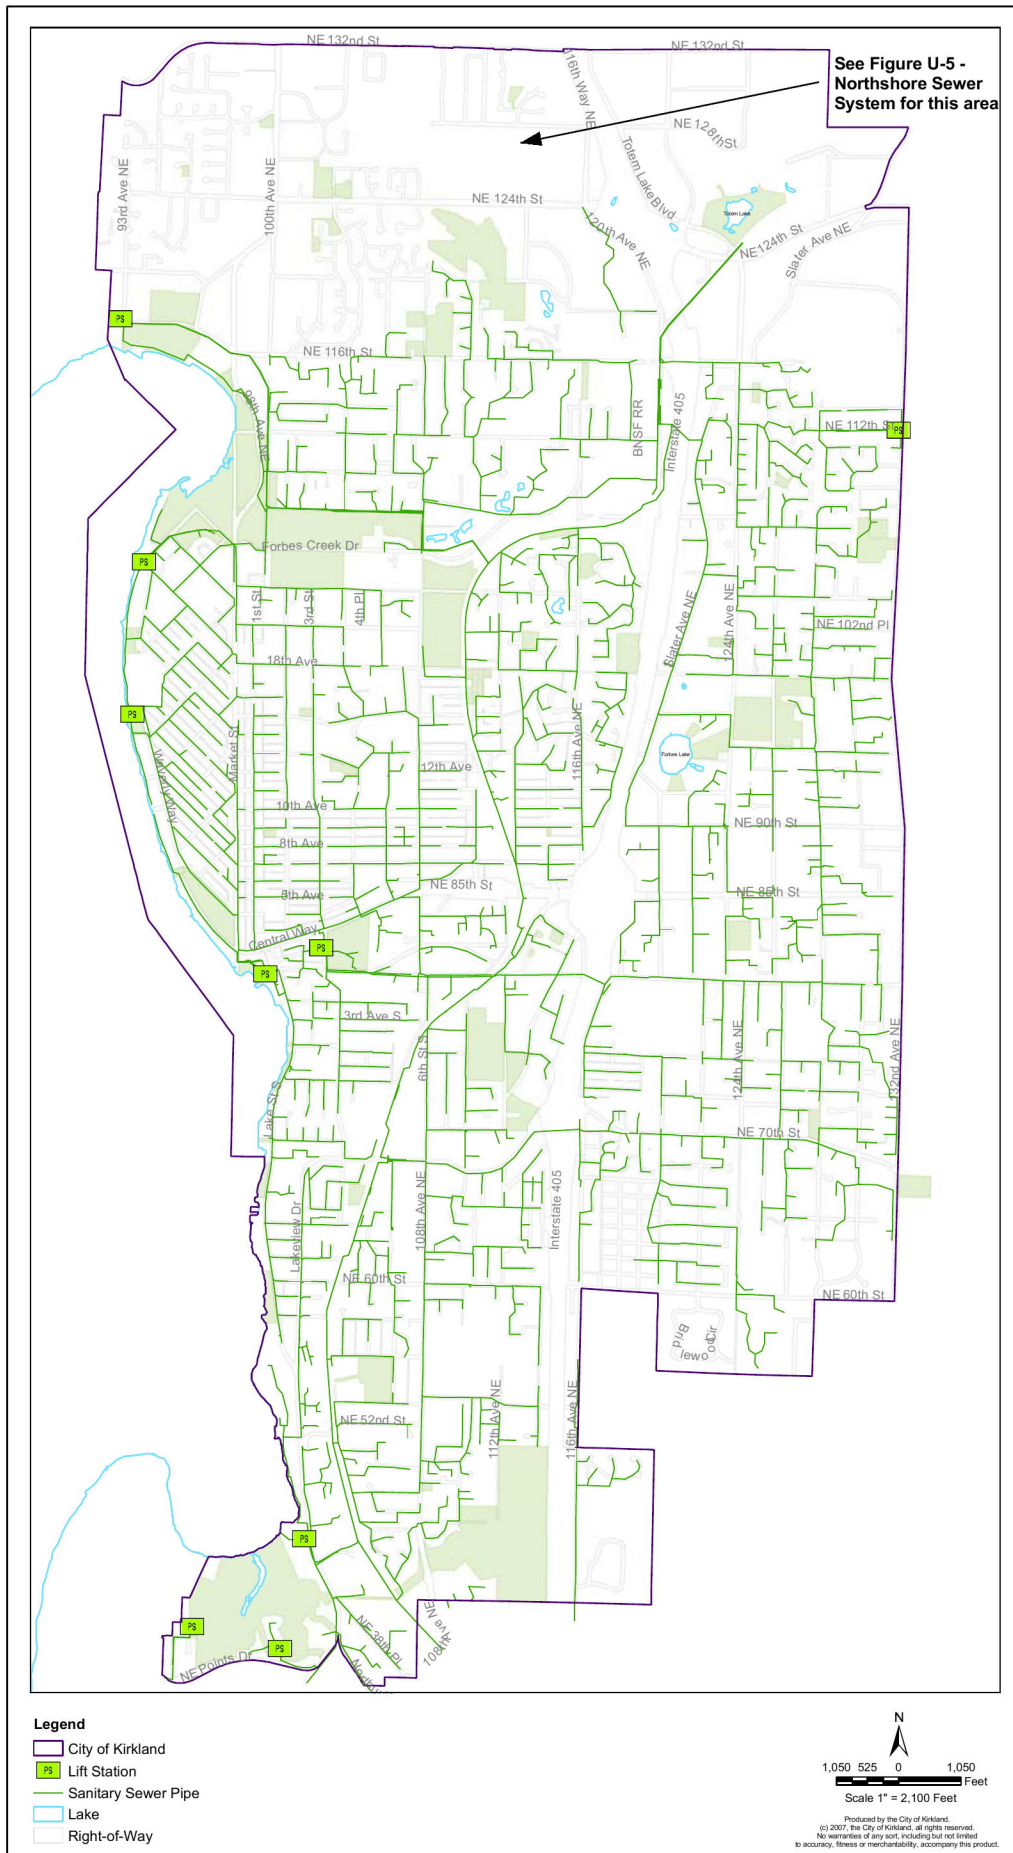 NE 132nd St
NE 132nd St
See Figure U-5 -
Northshore Sewer
System for this area
116th Way NE
NE 128th St
Totem Lake Blvd
93rd Ave NE
100th Ave NE
NE 124th St
Totem Lake
120th Ave NE
NE 124th St
Slater Ave NE
PS
NE 116th St
98th Ave NE
BNSF RR
Interstate 405
NE 112th St
PS
Forbes Creek Dr
PS
1st St
3rd St
4th Pl
Slater Ave NE
124th Ave NE
NE 102nd Pl
18th Ave
PS
Market St
Waverly Way
116th Ave NE
Forbes Lake
12th Ave
10th Ave
NE 90th St
8th Ave
NE 85th St
NE 85th St
5th Ave
Central Way
PS
PS
3rd Ave S
6th St S
124th Ave NE
132nd Ave NE
Lake St S
NE 70th St
108th Ave NE
Interstate 405
Lakeview Dr
NE 60th St
NE 60th St
Brid
lewo
od
Cir
112th Ave NE
116th Ave NE
NE 52nd St
PS
PS
PS
NE 38th Pl
108th Ave NE
NE Points Dr
Legend
City of Kirkland
PS Lift Station
Sanitary Sewer Pipe
Lake
Right-of-Way
N
1,050 525 0 1,050
Feet
Scale 1" = 2,100 Feet
Produced by the City of Kirkland.
(c) 2007, the City of Kirkland, all rights reserved.
No warranties of any sort, including but not limited
to accuracy, fitness or merchantability, accompany this product.